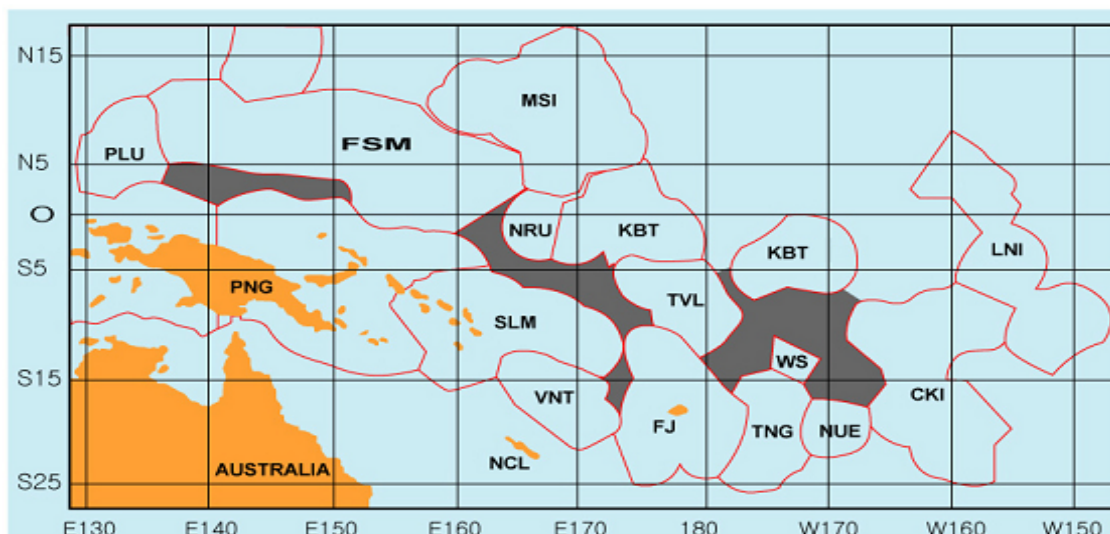 N15
MSI
FSM
PLU
N5
O
NRU
KBT
KBT
LNI
S5
PNG
TVL
SLM
WS
S15
VNT
CKI
FJ
TNG
NUE
NCL
AUSTRALIA
S25
E130
E140
E150
E160
E170
180
W170
W160
W150